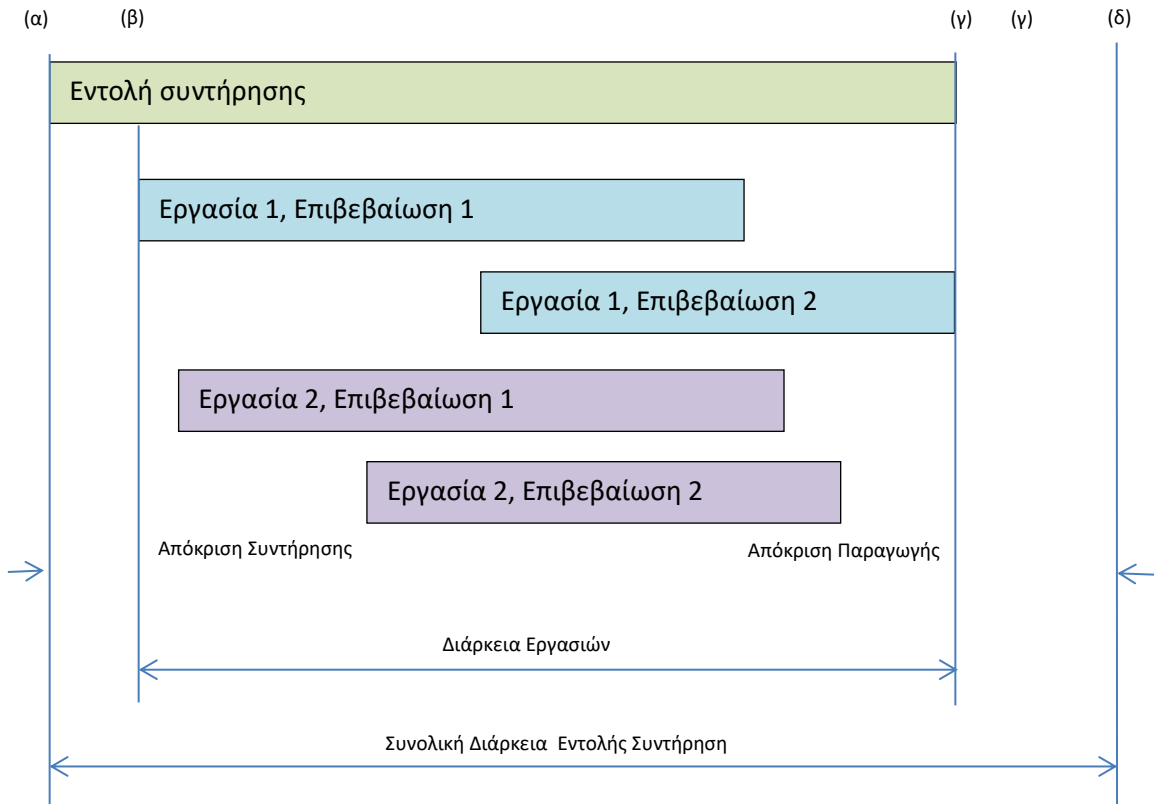 (α) (β) (γ) (γ) (δ)
Εντολή συντήρησης
Εργασία 1, Επιβεβαίωση 1
Εργασία 1, Επιβεβαίωση 2
Εργασία 2, Επιβεβαίωση 1
Εργασία 2, Επιβεβαίωση 2
Απόκριση Συντήρησης Απόκριση Παραγωγής
Διάρκεια Εργασιών
Συνολική Διάρκεια Εντολής Συντήρηση